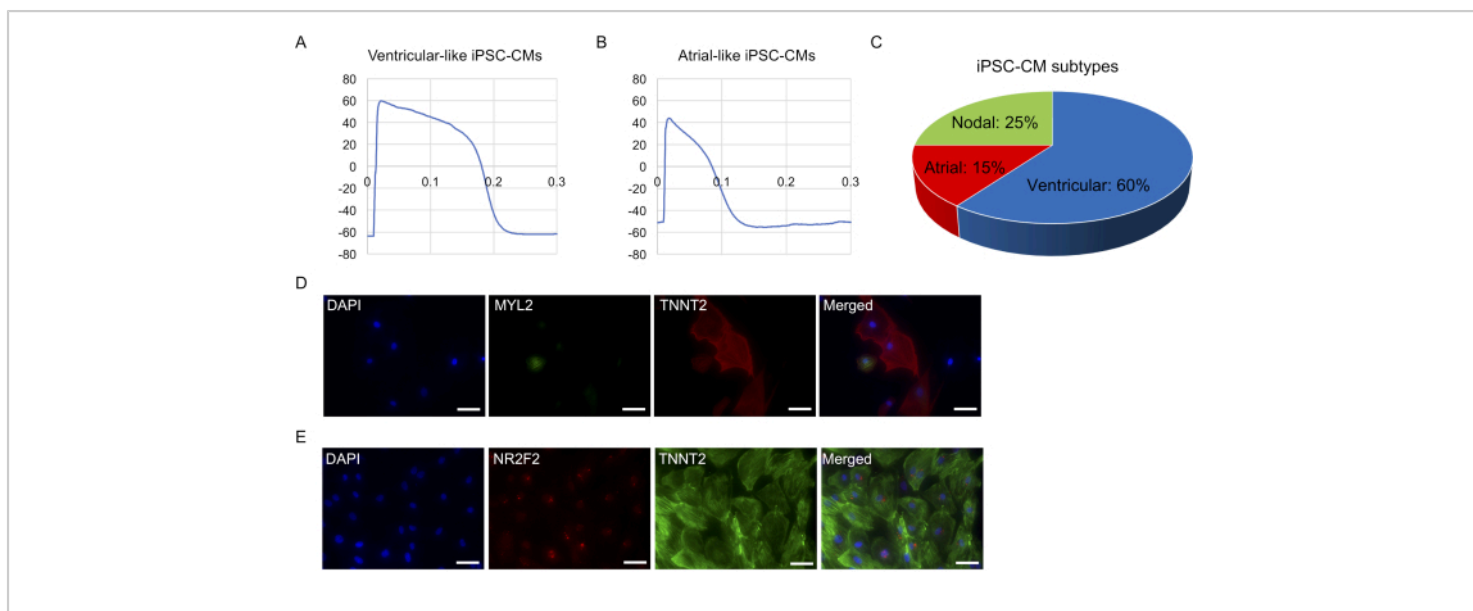 A
Ventricular-like iPSC-CMs
80
60
40
20
0
-20
-40
-60
-80
0
0.1
0.2
0.3
B
Atrial-like iPSC-CMs
80
60
40
20
0
-20
-40
-60
-80
0
0.1
0.2
0.3
C
iPSC-CM subtypes
Nodal: 25%
Atrial: 15%
Ventricular: 60%
D
DAPI
MYL2
TNNT2
Merged
E
DAPI
NR2F2
TNNT2
Merged